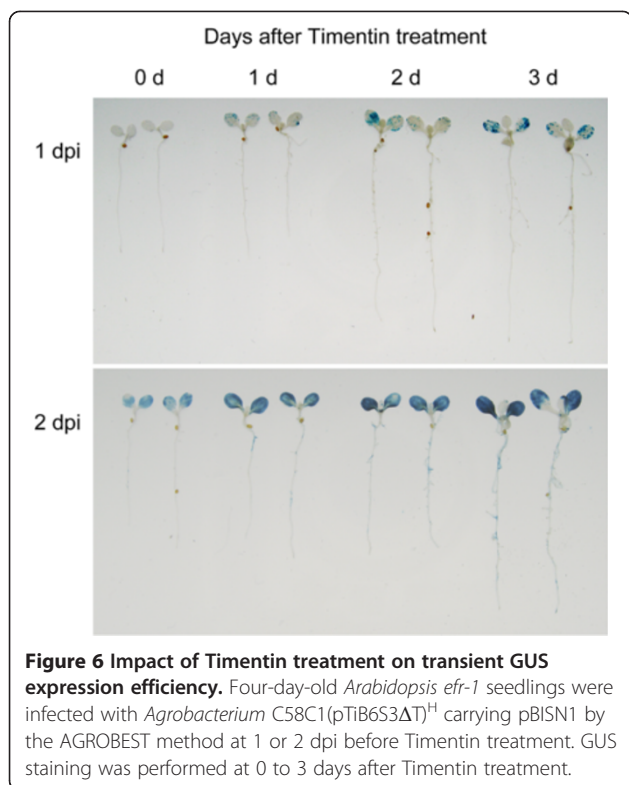 Days after Timentin treatment
0 d 1 d 2 d 3 d
1 dpi
2 dpi
Figure 6 Impact of Timentin treatment on transient GUS
expression efficiency. Four-day-old Arabidopsis efr-1 seedlings were
infected with Agrobacterium C58C1(pTiB6S3ΔT)ᴴ carrying pBISN1 by
the AGROBEST method at 1 or 2 dpi before Timentin treatment. GUS
staining was performed at 0 to 3 days after Timentin treatment.